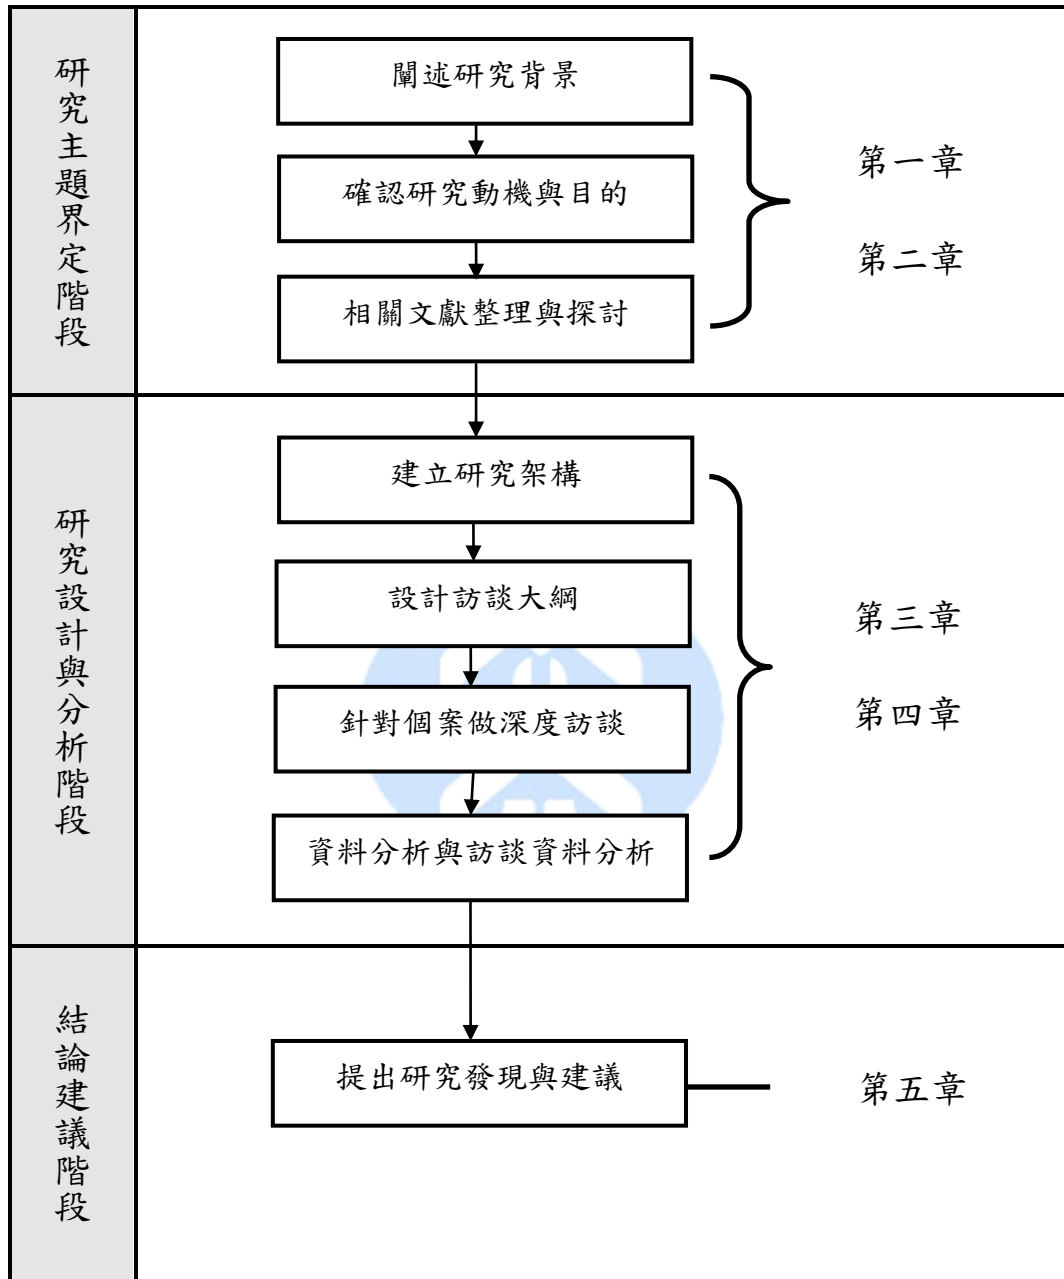 研究主題界定階段
闡述研究背景
確認研究動機與目的
相關文獻整理與探討
第一章
第二章
研究設計與分析階段
建立研究架構
設計訪談大綱
針對個案做深度訪談
資料分析與訪談資料分析
第三章
第四章
結論建議階段
提出研究發現與建議
第五章